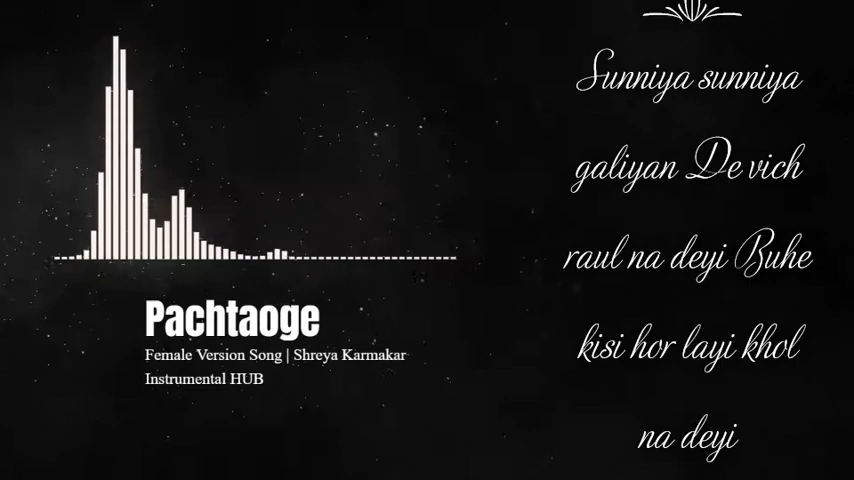 Pachtaoge
Female Version Song | Shreya Karmakar
Instrumental HUB
Sunniya sunniya
galiyan De vich
raul na deyi Buhe
kisi hor layi khol
na deyi